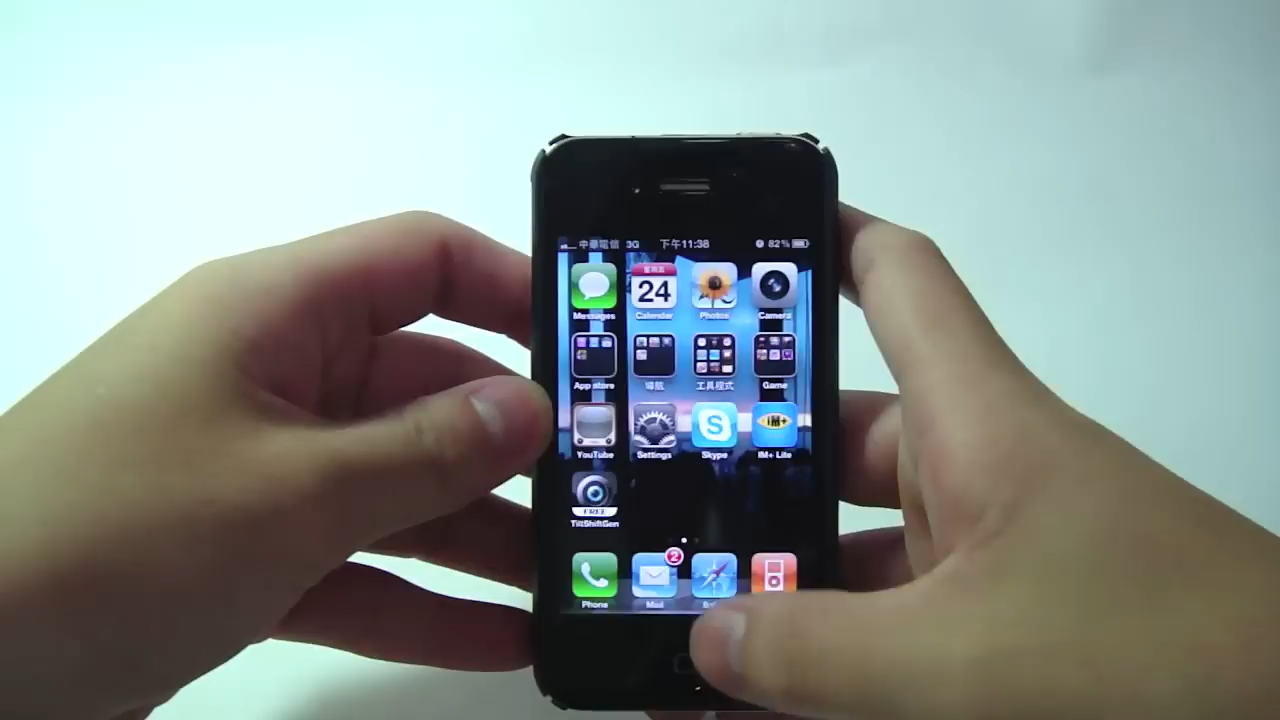 中華電信 3G 下午11:38 82%
星期五
24
Messages Calendar Photos Camera
App store 導航 工具程式 Game
iM+
YouTube Settings Skype IM+ Lite
FREE
TiltShiftGen
2
Phone Mail